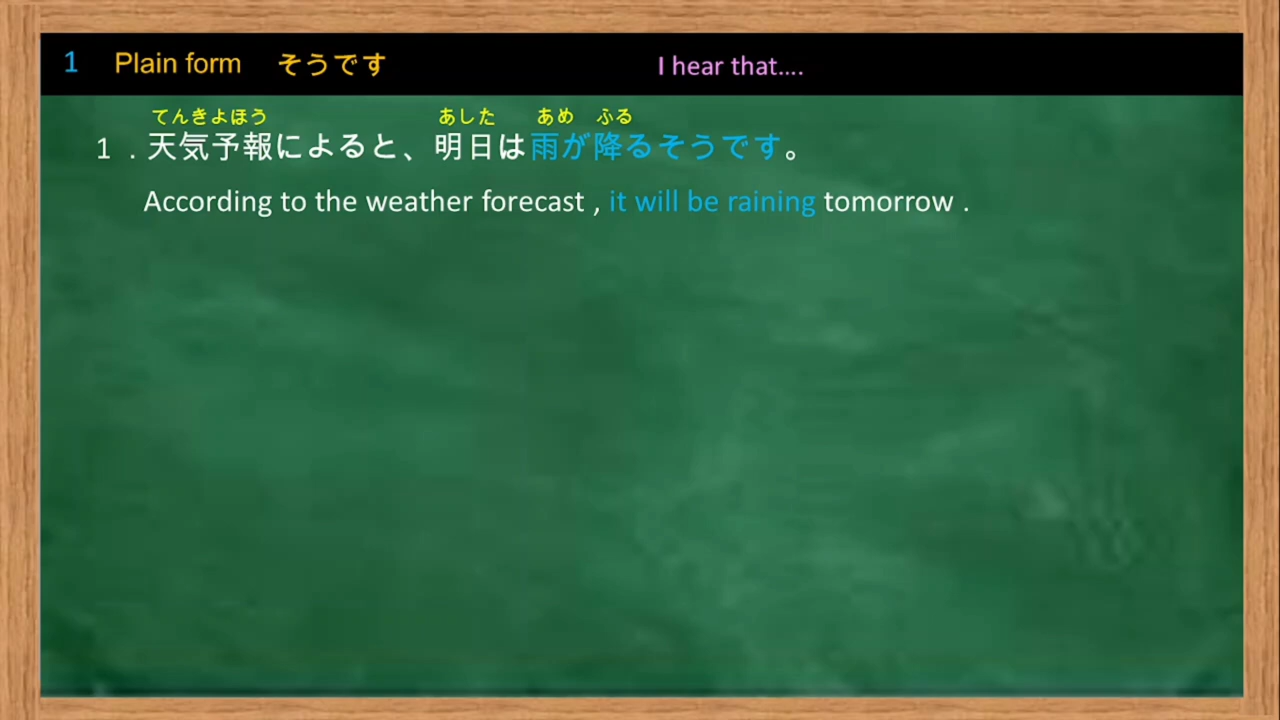 1 Plain form そうです I hear that....
てんきよほう あした あめ ふる
1 . 天気予報によると、明日は雨が降るそうです。
According to the weather forecast , it will be raining tomorrow .